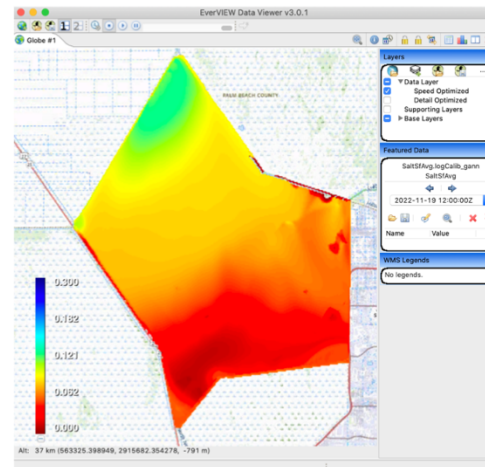 EverVIEW Data Viewer v3.0.1
Globe #1
Layers
Data Layer
Speed Optimized
Detail Optimized
Supporting Layers
Base Layers
PALM BEACH COUNTY
Featured Data
SaltSfAvg.logCalib_gann
SaltSfAvg
2022-11-19 12:00:00Z
Name Value
WMS Legends
No legends.
0.300
0.182
0.121
0.062
0.000
Alt: 37 km (563325.398949, 2915682.354278, -791 m)